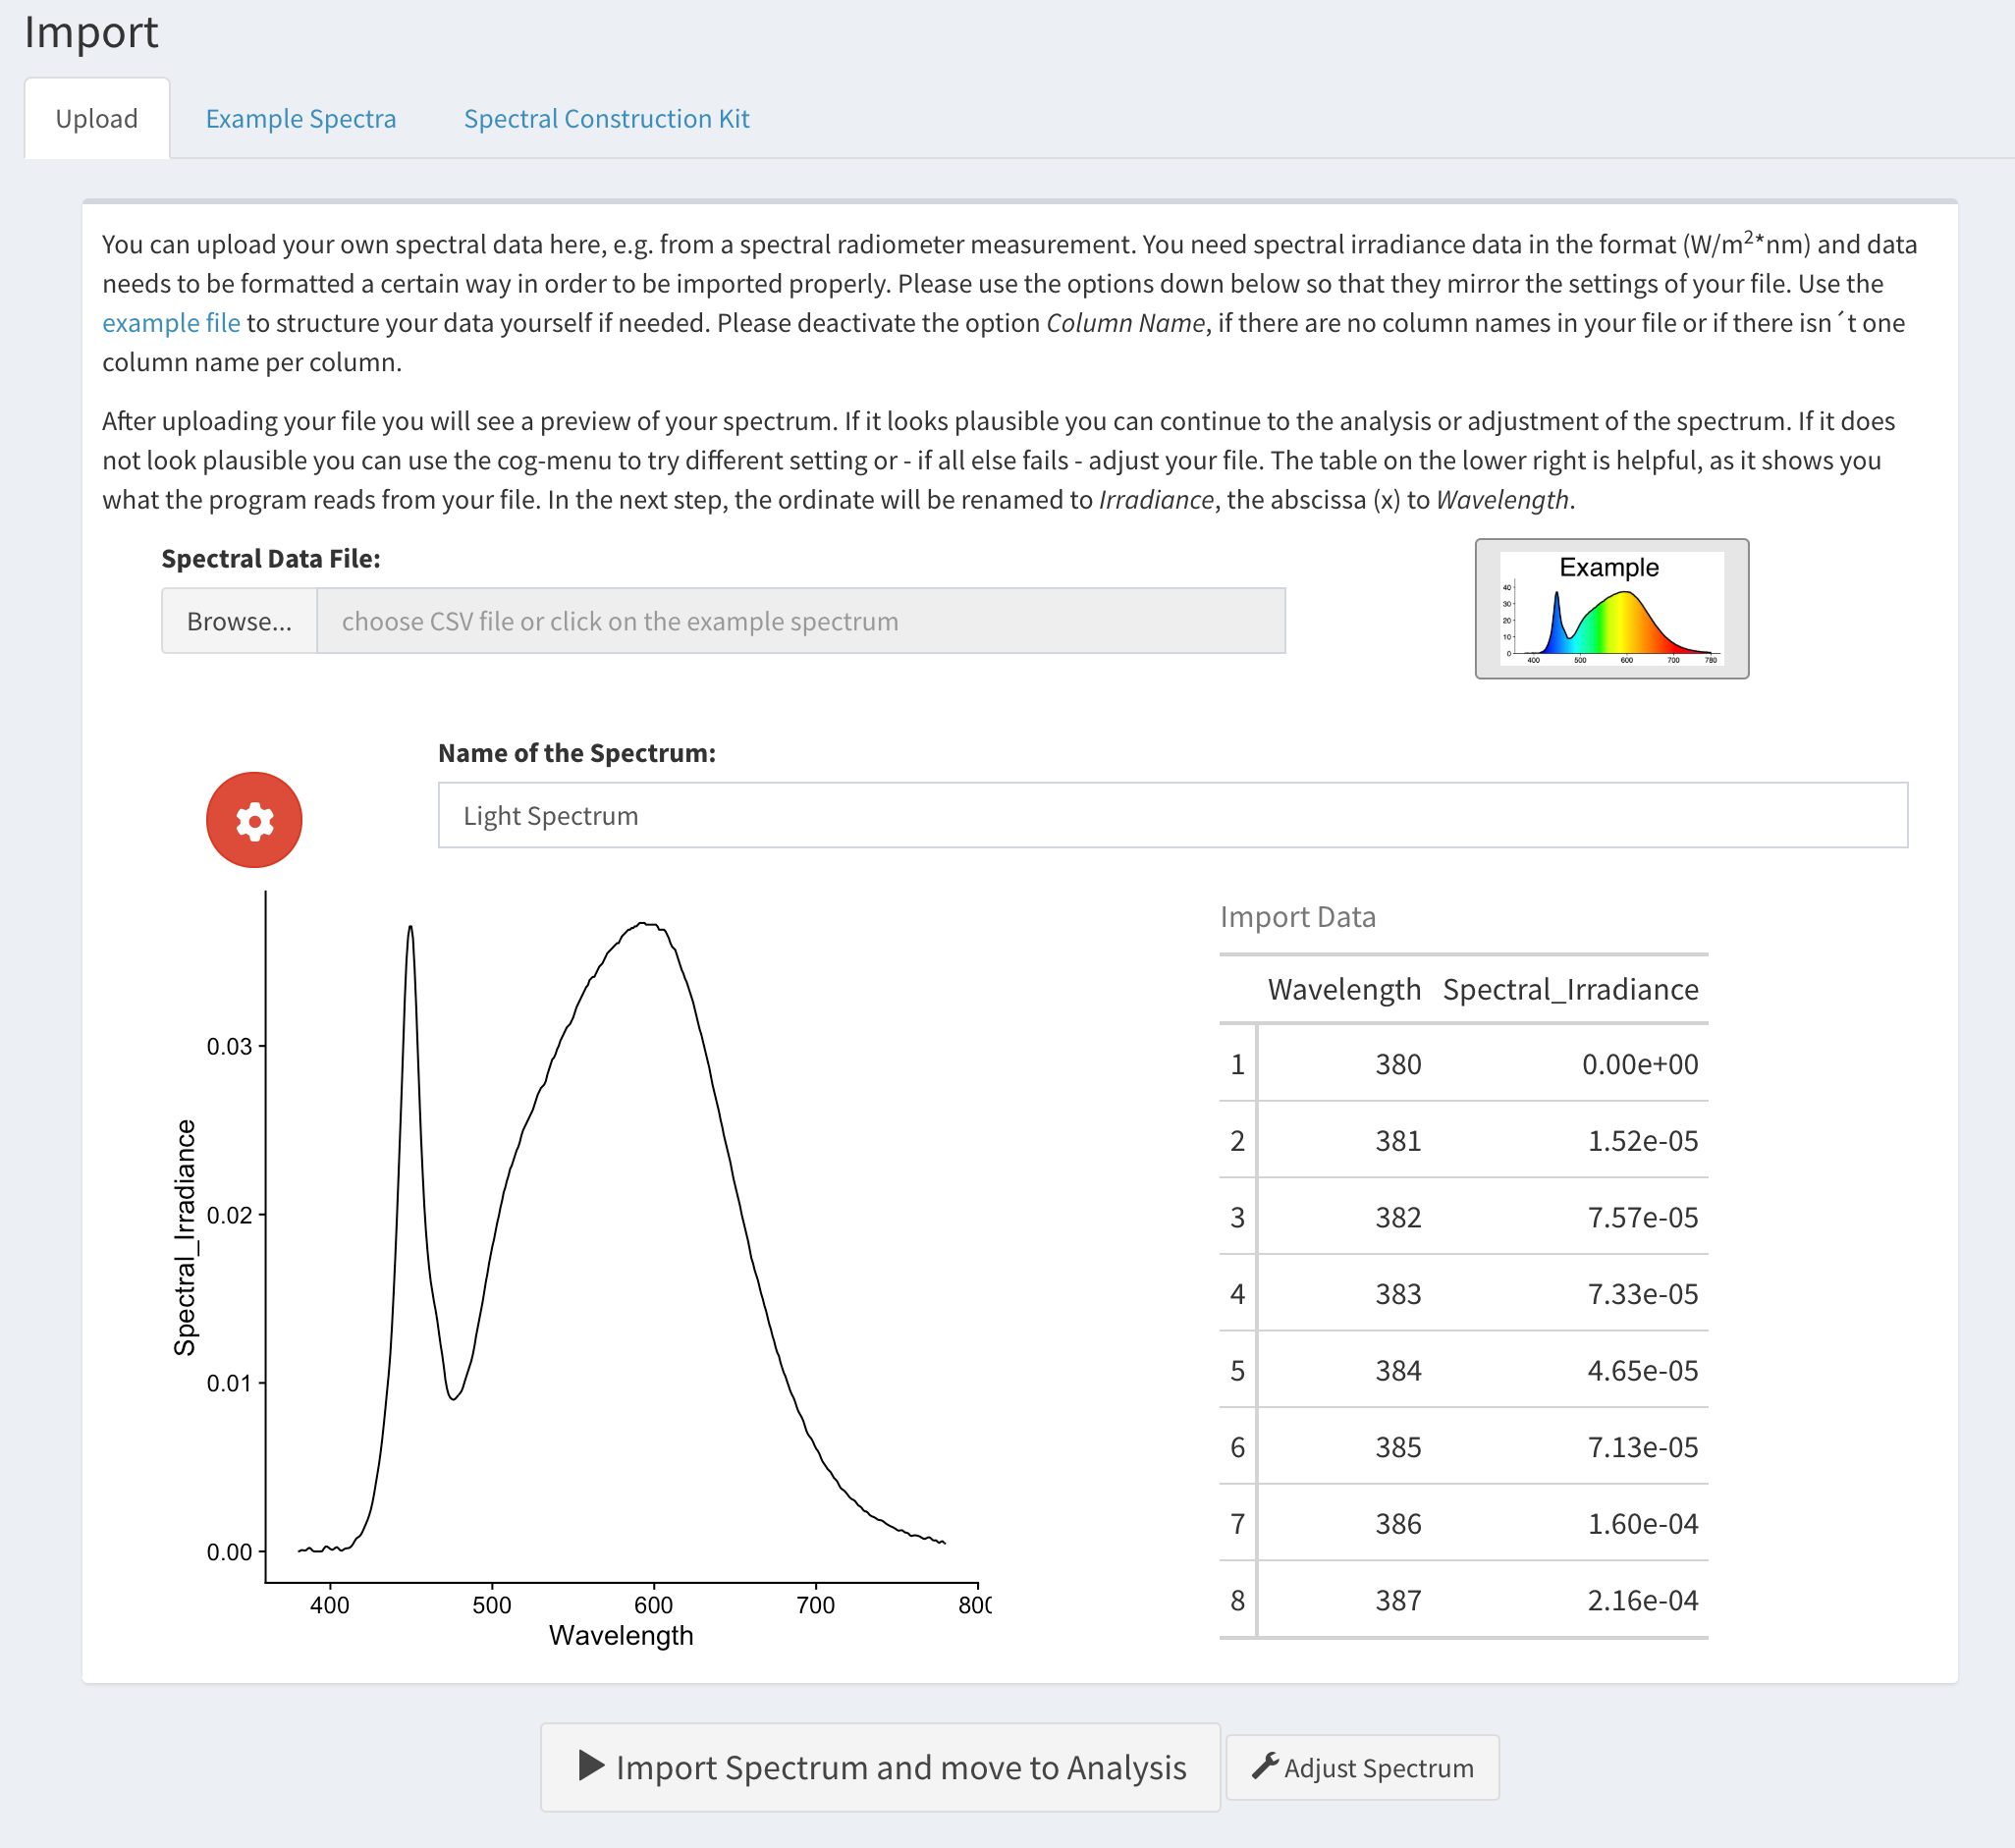 Import
Upload Example Spectra Spectral Construction Kit
You can upload your own spectral data here, e.g. from a spectral radiometer measurement. You need spectral irradiance data in the format (W/m²*nm) and data
needs to be formatted a certain way in order to be imported properly. Please use the options down below so that they mirror the settings of your file. Use the
example file to structure your data yourself if needed. Please deactivate the option Column Name, if there are no column names in your file or if there isn´t one
column name per column.
After uploading your file you will see a preview of your spectrum. If it looks plausible you can continue to the analysis or adjustment of the spectrum. If it does
not look plausible you can use the cog-menu to try different setting or - if all else fails - adjust your file. The table on the lower right is helpful, as it shows you
what the program reads from your file. In the next step, the ordinate will be renamed to Irradiance, the abscissa (x) to Wavelength.
Spectral Data File:
Browse... choose CSV file or click on the example spectrum
Example
40
30
20
10
0
400 500 600 700 780
Name of the Spectrum:
Light Spectrum
Spectral_Irradiance
0.03
0.02
0.01
0.00
400 500 600 700 800
Wavelength
Import Data
Wavelength Spectral_Irradiance
1 380 0.00e+00
2 381 1.52e-05
3 382 7.57e-05
4 383 7.33e-05
5 384 4.65e-05
6 385 7.13e-05
7 386 1.60e-04
8 387 2.16e-04
Import Spectrum and move to Analysis
Adjust Spectrum